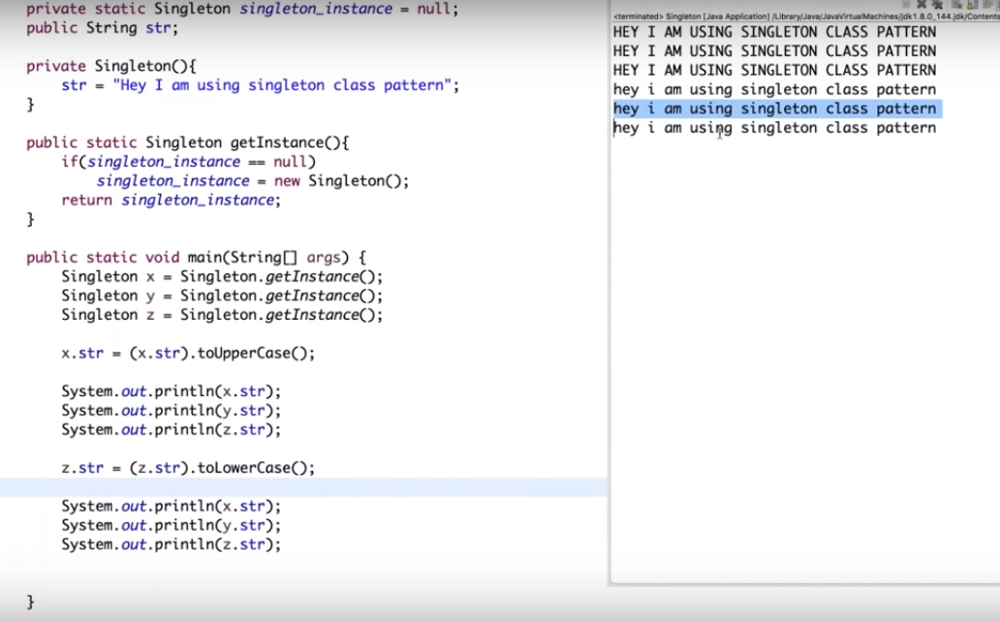 private static Singleton singleton_instance = null;
public String str;
private Singleton(){
str = "Hey I am using singleton class pattern";
}
public static Singleton getInstance(){
if(singleton_instance == null)
singleton_instance = new Singleton();
return singleton_instance;
}
public static void main(String[] args) {
Singleton x = Singleton.getInstance();
Singleton y = Singleton.getInstance();
Singleton z = Singleton.getInstance();
x.str = (x.str).toUpperCase();
System.out.println(x.str);
System.out.println(y.str);
System.out.println(z.str);
z.str = (z.str).toLowerCase();
System.out.println(x.str);
System.out.println(y.str);
System.out.println(z.str);
}
<terminated> Singleton [Java Application] /Library/Java/JavaVirtualMachines/jdk1.8.0_144.jdk/Contents
HEY I AM USING SINGLETON CLASS PATTERN
HEY I AM USING SINGLETON CLASS PATTERN
HEY I AM USING SINGLETON CLASS PATTERN
hey i am using singleton class pattern
hey i am using singleton class pattern
hey i am using singleton class pattern